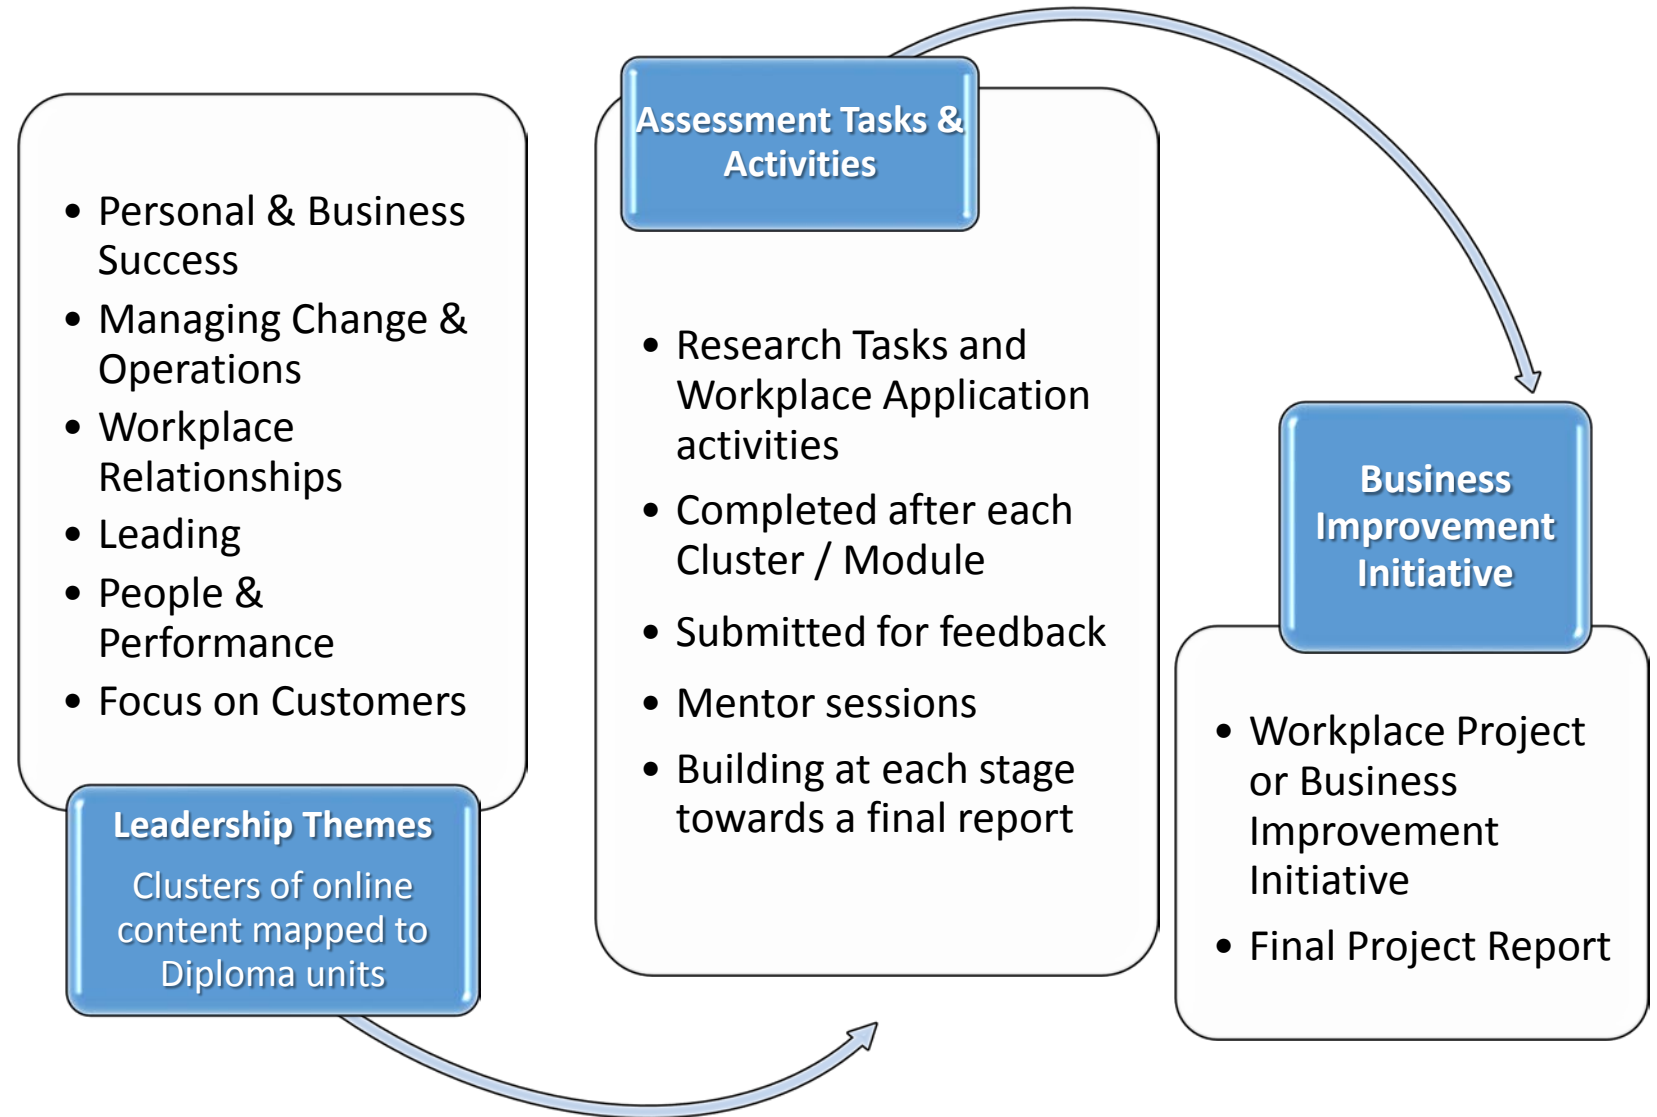 • Personal & Business
Success
• Managing Change &
Operations
• Workplace
Relationships
• Leading
• People &
Performance
• Focus on Customers
Leadership Themes
Clusters of online
content mapped to
Diploma units
Assessment Tasks &
Activities
• Research Tasks and
Workplace Application
activities
• Completed after each
Cluster / Module
• Submitted for feedback
• Mentor sessions
• Building at each stage
towards a final report
Business
Improvement
Initiative
• Workplace Project
or Business
Improvement
Initiative
• Final Project Report